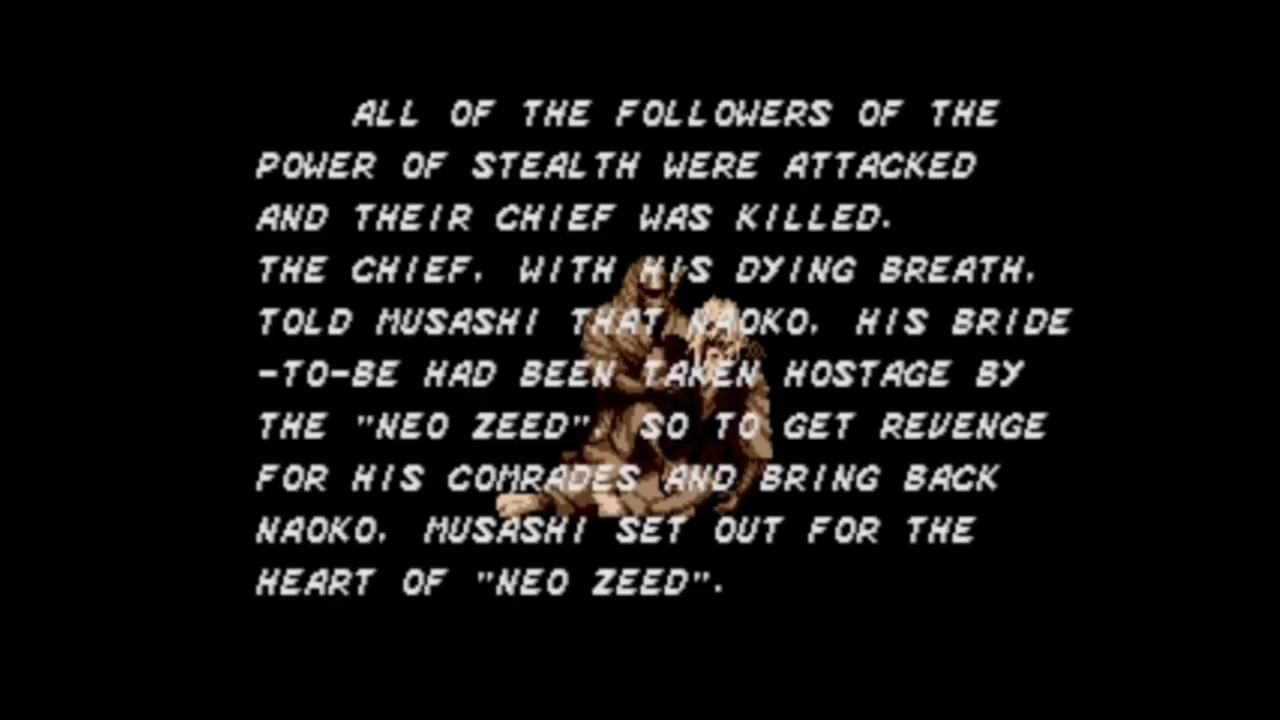 ALL OF THE FOLLOWERS OF THE
POWER OF STEALTH WERE ATTACKED
AND THEIR CHIEF WAS KILLED.
THE CHIEF, WITH HIS DYING BREATH,
TOLD MUSASHI THAT NAOKO, HIS BRIDE
-TO-BE HAD BEEN TAKEN HOSTAGE BY
THE "NEO ZEED". SO TO GET REVENGE
FOR HIS COMRADES AND BRING BACK
NAOKO, MUSASHI SET OUT FOR THE
HEART OF "NEO ZEED".